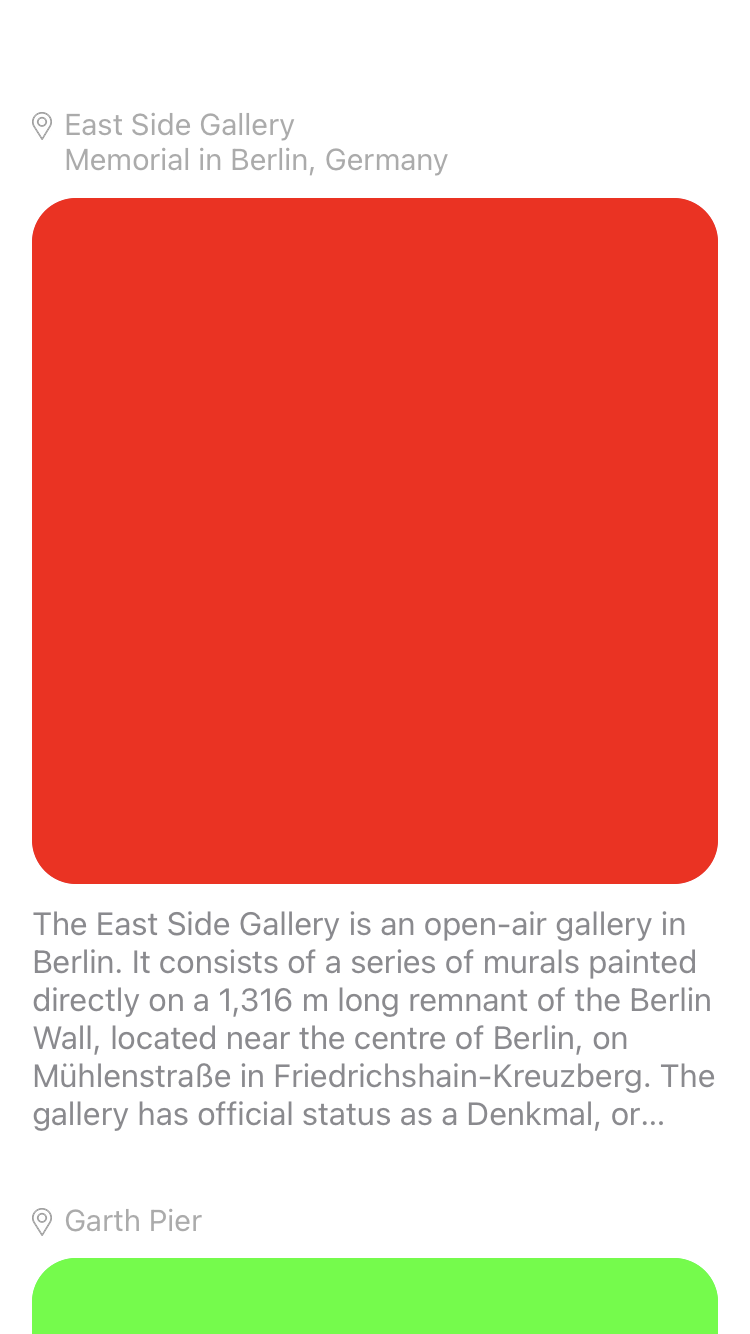 East Side Gallery
Memorial in Berlin, Germany
The East Side Gallery is an open-air gallery in
Berlin. It consists of a series of murals painted
directly on a 1,316 m long remnant of the Berlin
Wall, located near the centre of Berlin, on
Mühlenstraße in Friedrichshain-Kreuzberg. The
gallery has official status as a Denkmal, or...
Garth Pier